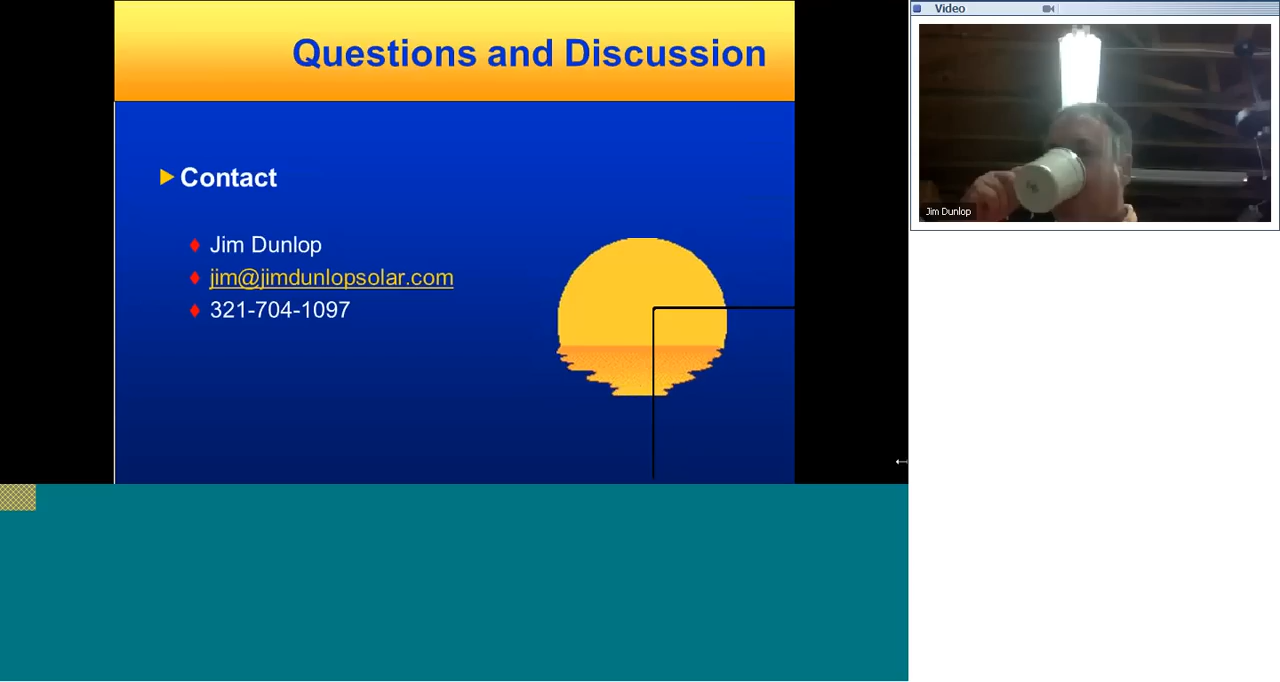 Questions and Discussion
Contact
Jim Dunlop
jim@jimdunlopsolar.com
321-704-1097
Video
Jim Dunlop